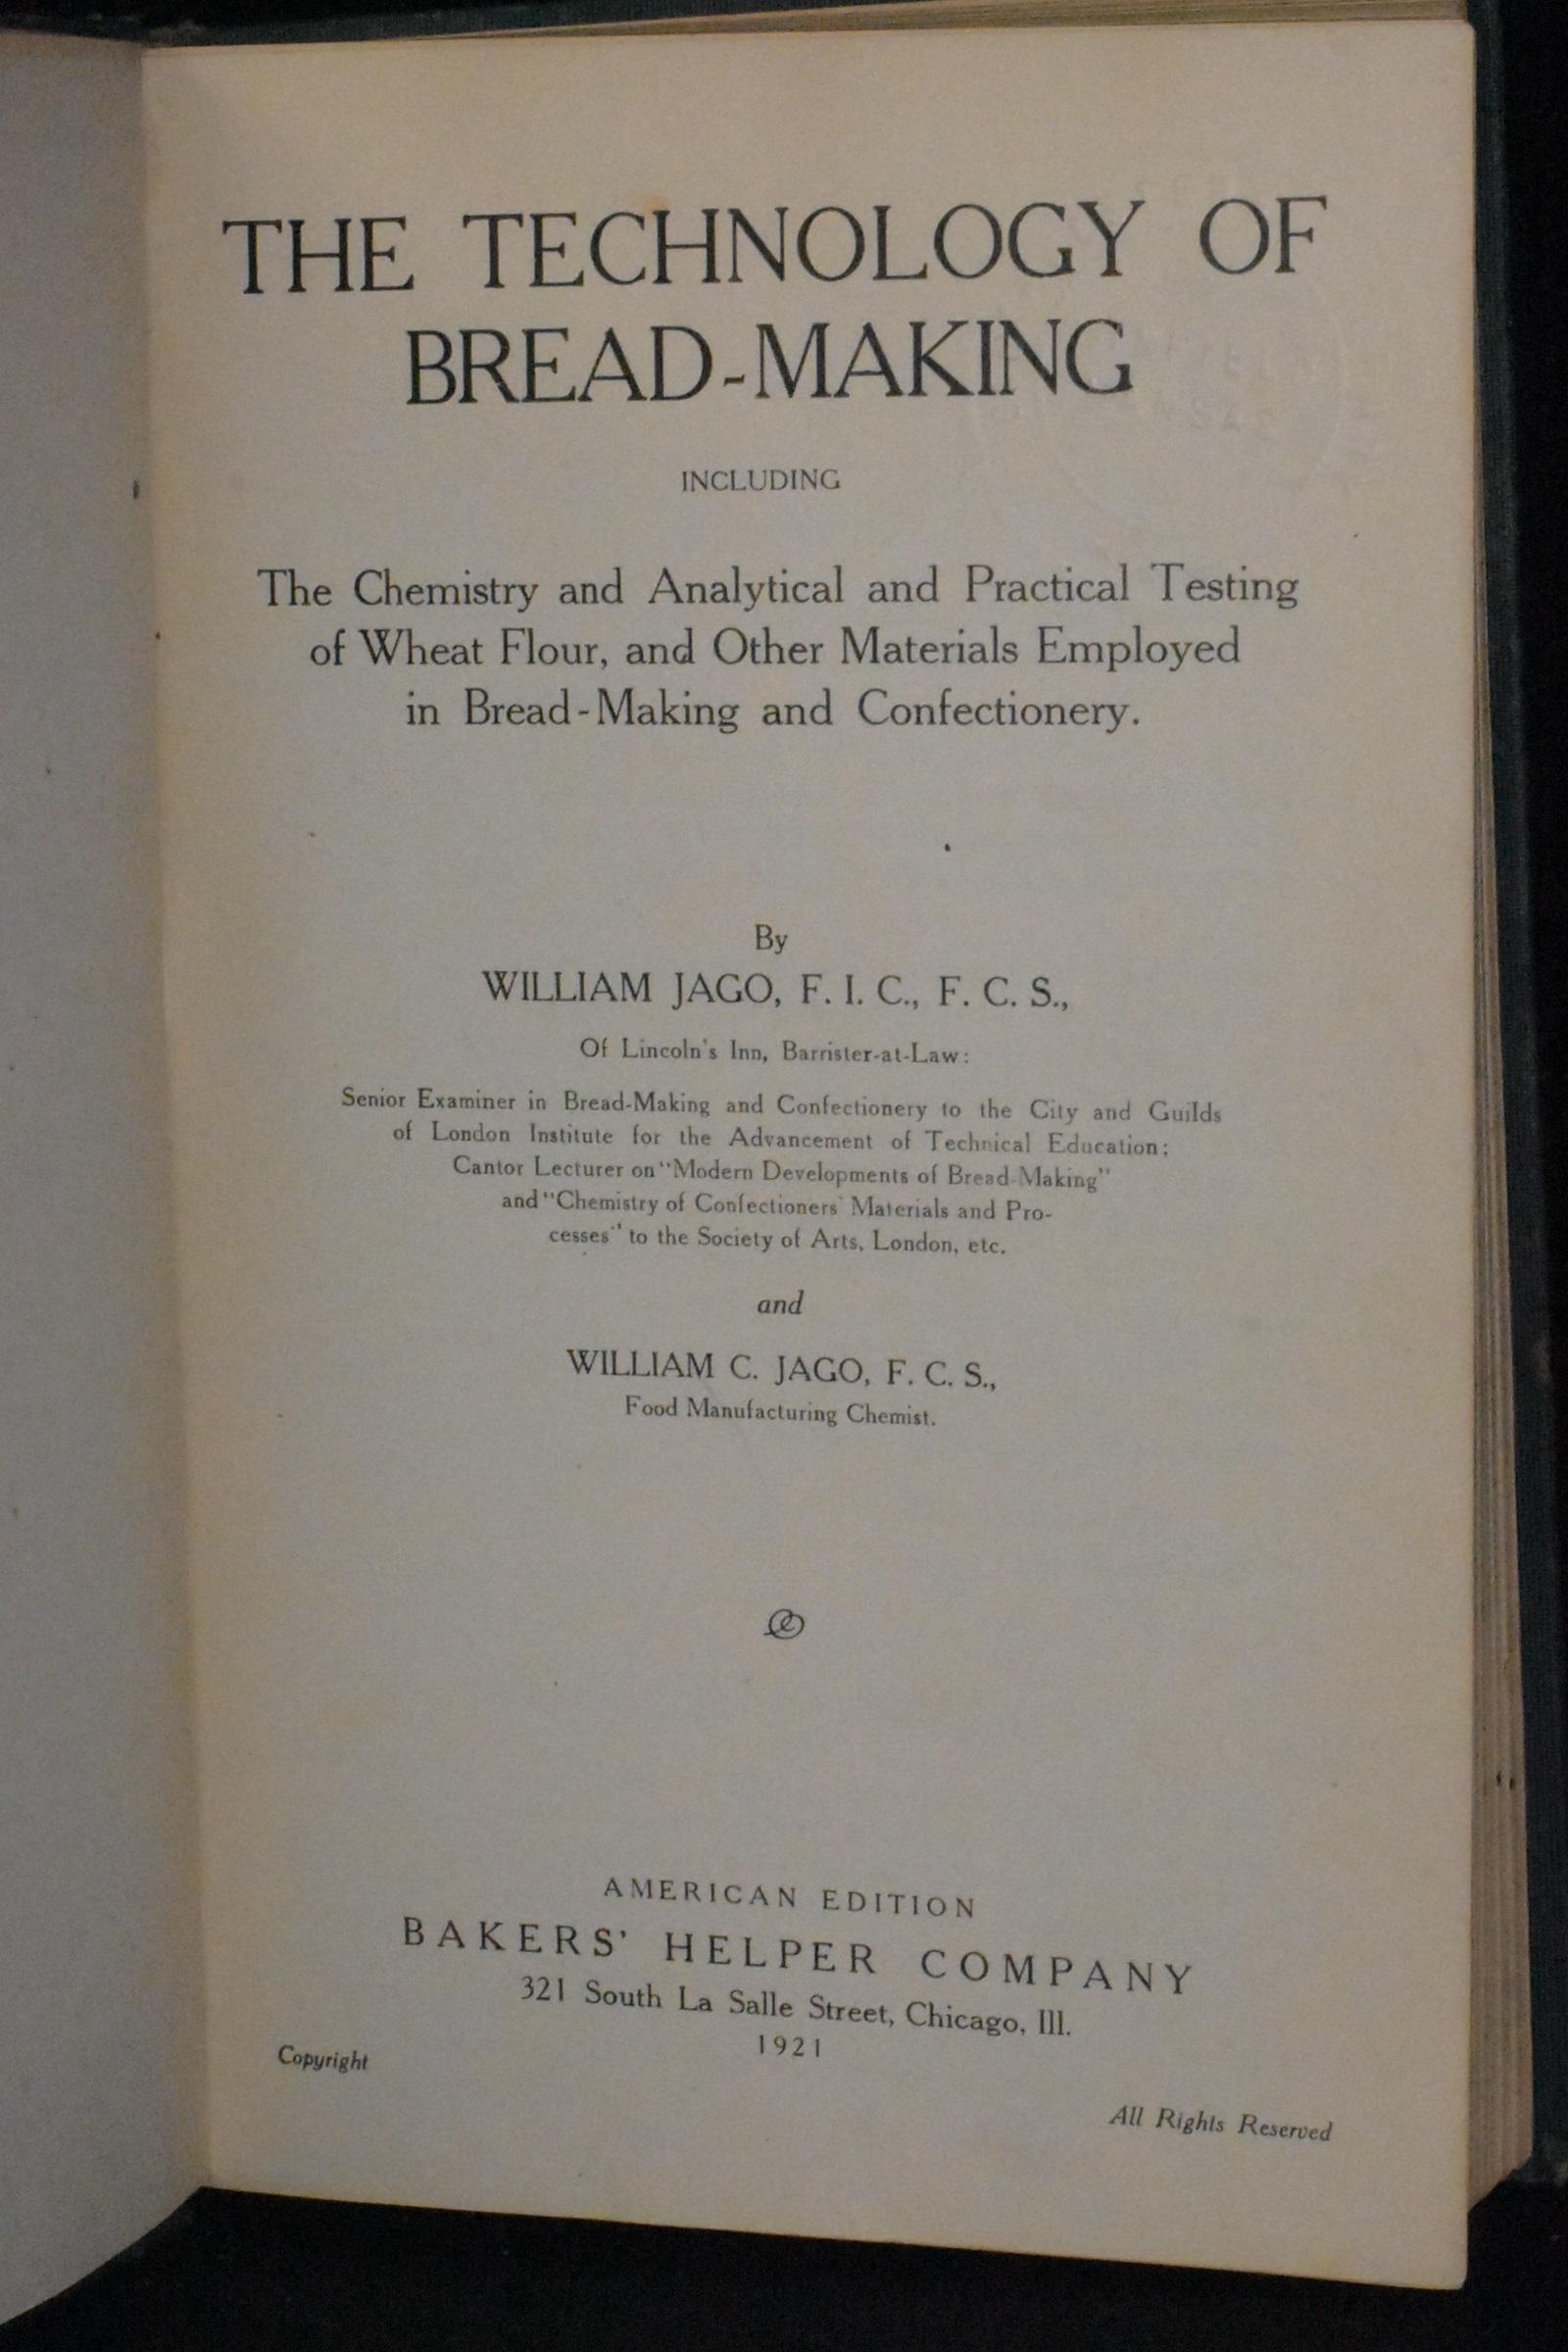 THE TECHNOLOGY OF
BREAD-MAKING
INCLUDING
The Chemistry and Analytical and Practical Testing
of Wheat Flour, and Other Materials Employed
in Bread-Making and Confectionery.
By
WILLIAM JAGO, F. I. C., F. C. S.,
Of Lincoln's Inn, Barrister-at-Law:
Senior Examiner in Bread-Making and Confectionery to the City and Guilds
of London Institute for the Advancement of Technical Education;
Cantor Lecturer on "Modern Developments of Bread-Making"
and "Chemistry of Confectioners' Materials and Pro-
cesses" to the Society of Arts, London, etc.
and
WILLIAM C. JAGO, F. C. S.,
Food Manufacturing Chemist.
AMERICAN EDITION
BAKERS' HELPER COMPANY
321 South La Salle Street, Chicago, Ill.
1921
Copyright
All Rights Reserved